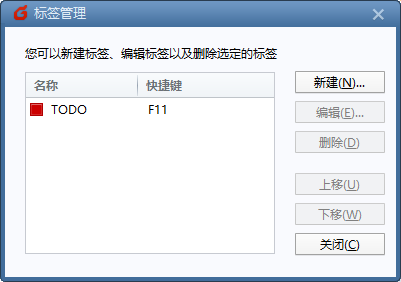 标签管理
您可以新建标签、编辑标签以及删除选定的标签
名称 快捷键
TODO F11
新建(N)...
编辑(E)...
删除(D)
上移(U)
下移(W)
关闭(C)